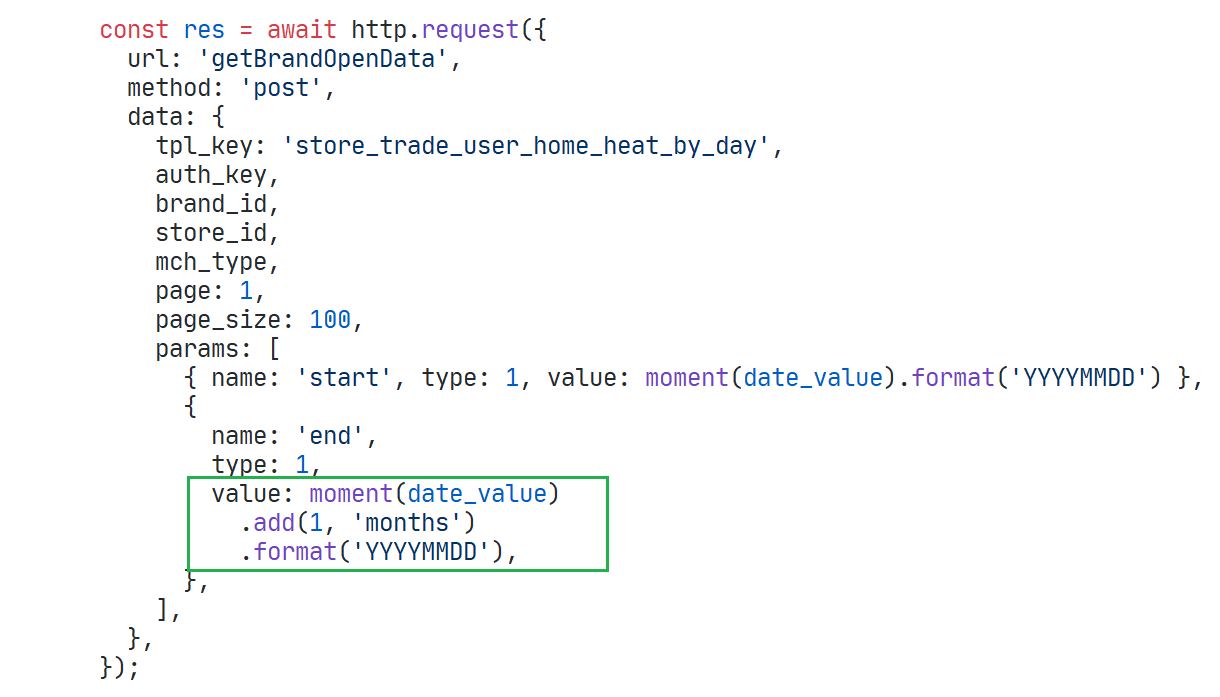 const res = await http.request({
  url: 'getBrandOpenData',
  method: 'post',
  data: {
    tpl_key: 'store_trade_user_home_heat_by_day',
    auth_key,
    brand_id,
    store_id,
    mch_type,
    page: 1,
    page_size: 100,
    params: [
      { name: 'start', type: 1, value: moment(date_value).format('YYYYMMDD') },
      {
        name: 'end',
        type: 1,
        value: moment(date_value)
          .add(1, 'months')
          .format('YYYYMMDD'),
      },
    ],
  },
});